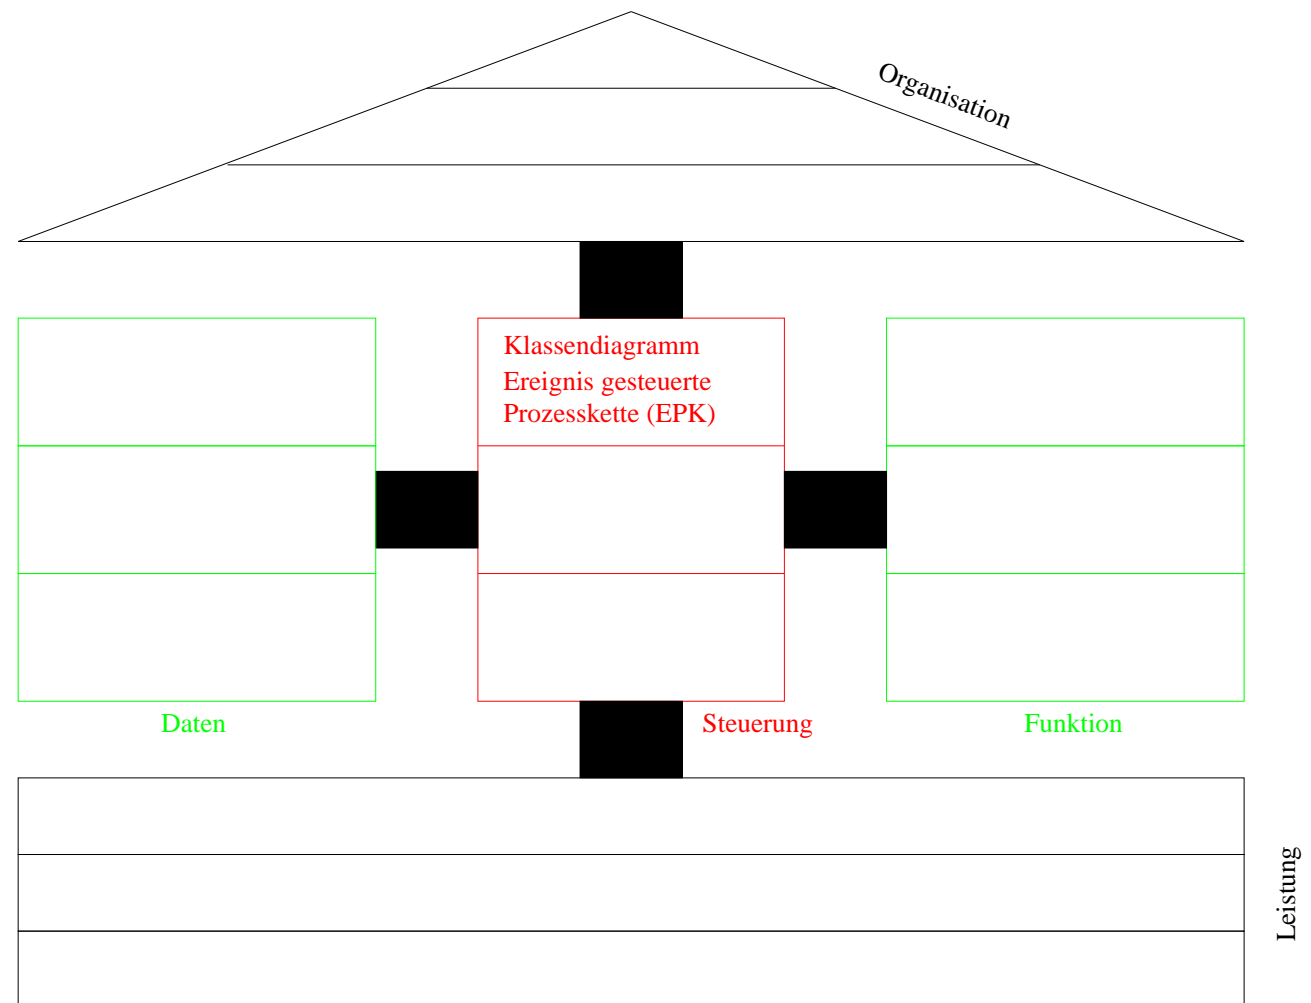 Organisation
Klassendiagramm
Ereignis gesteuerte
Prozesskette (EPK)
Daten
Steuerung
Funktion
Leistung